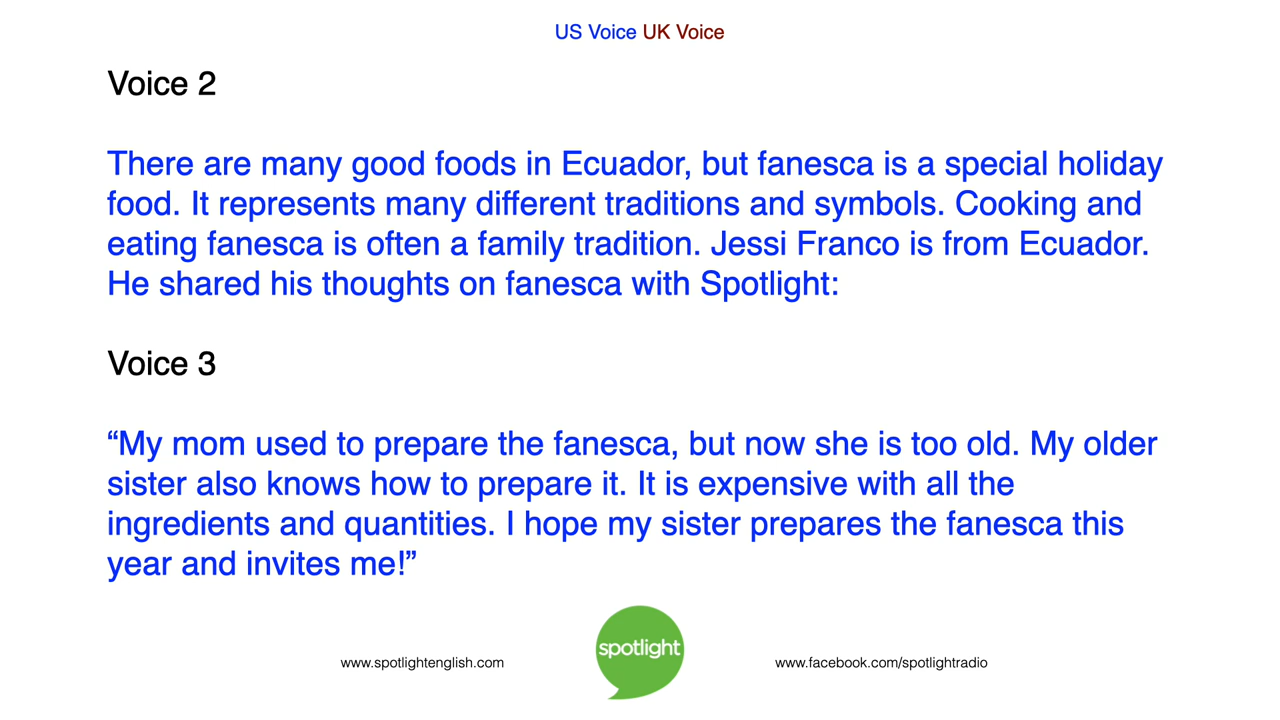 US Voice UK Voice
Voice 2
There are many good foods in Ecuador, but fanesca is a special holiday
food. It represents many different traditions and symbols. Cooking and
eating fanesca is often a family tradition. Jessi Franco is from Ecuador.
He shared his thoughts on fanesca with Spotlight:
Voice 3
“My mom used to prepare the fanesca, but now she is too old. My older
sister also knows how to prepare it. It is expensive with all the
ingredients and quantities. I hope my sister prepares the fanesca this
year and invites me!”
www.spotlightenglish.com
spotlight
www.facebook.com/spotlightradio